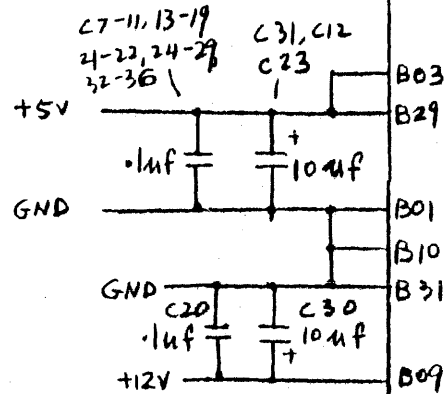 C7-11, 13-19
21-22, 24-29
32-36
C31, C12
C23
B03
+5V
B29
+
.1uf
10uf
GND
B01
B10
GND
B31
C20
C30
.1uf
10uf
+
+12V
B09